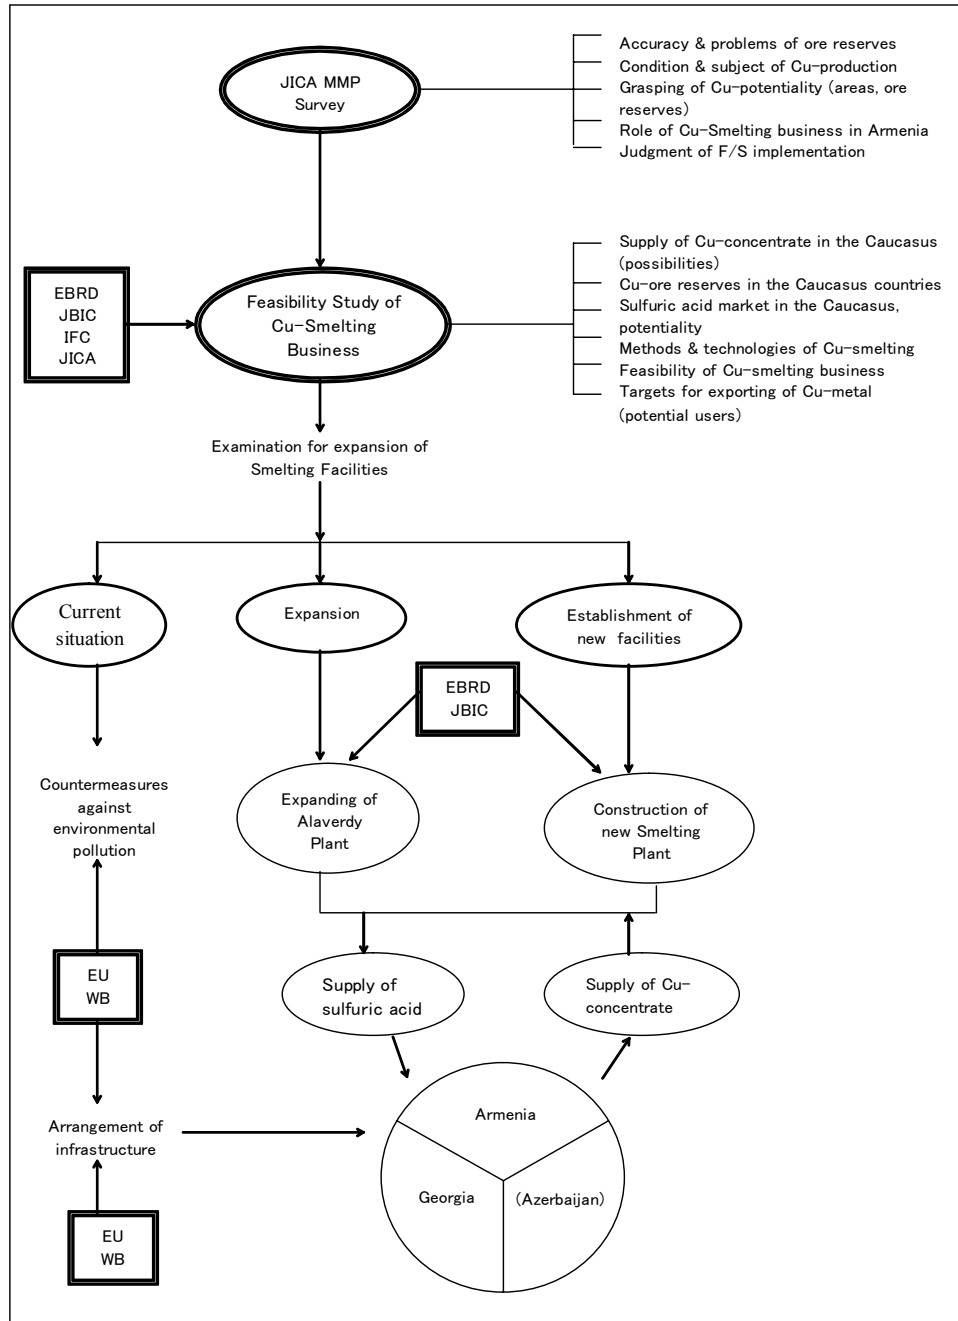 JICA MMP
Survey
Accuracy & problems of ore reserves
Condition & subject of Cu-production
Grasping of Cu-potentiality (areas, ore
reserves)
Role of Cu-Smelting business in Armenia
Judgment of F/S implementation
EBRD
JBIC
IFC
JICA
Feasibility Study of
Cu-Smelting
Business
Supply of Cu-concentrate in the Caucasus
(possibilities)
Cu-ore reserves in the Caucasus countries
Sulfuric acid market in the Caucasus,
potentiality
Methods & technologies of Cu-smelting
Feasibility of Cu-smelting business
Targets for exporting of Cu-metal
(potential users)
Examination for expansion of
Smelting Facilities
Current
situation
Expansion
Establishment of
new facilities
EBRD
JBIC
Countermeasures
against
environmental
pollution
Expanding of
Alaverdy
Plant
Construction of
new Smelting
Plant
EU
WB
Supply of
sulfuric acid
Supply of Cu-
concentrate
Arrangement of
infrastructure
Armenia
Georgia
(Azerbaijan)
EU
WB